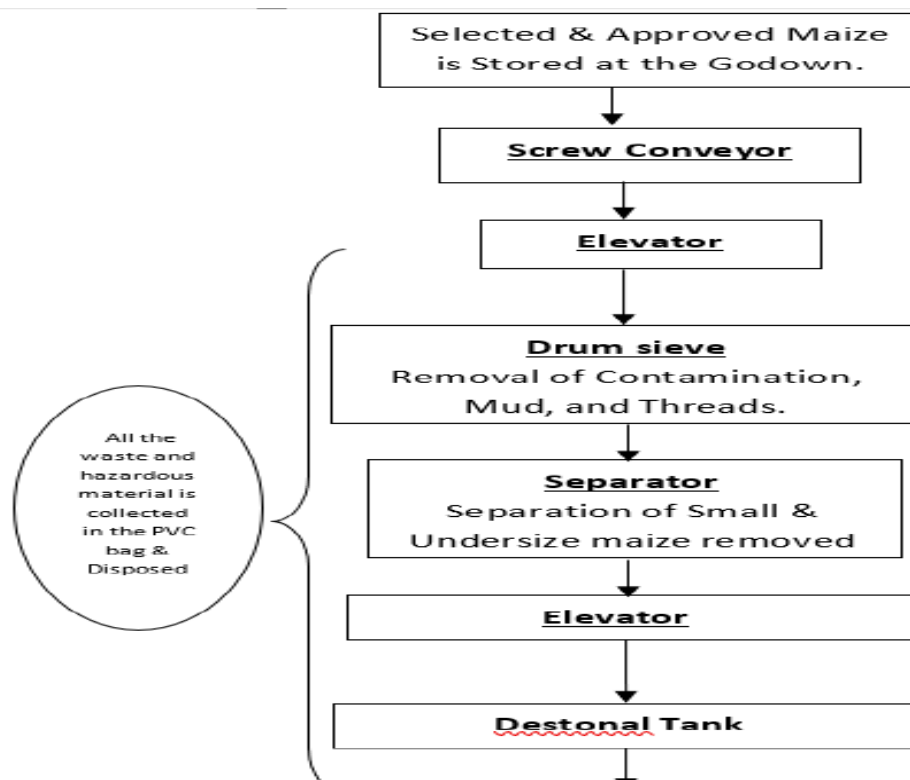 Selected & Approved Maize
is Stored at the Godown.
Screw Conveyor
Elevator
Drum sieve
Removal of Contamination,
Mud, and Threads.
Separator
Separation of Small &
Undersize maize removed
Elevator
Destonal Tank
All the
waste and
hazardous
material is
collected
in the PVC
bag &
Disposed